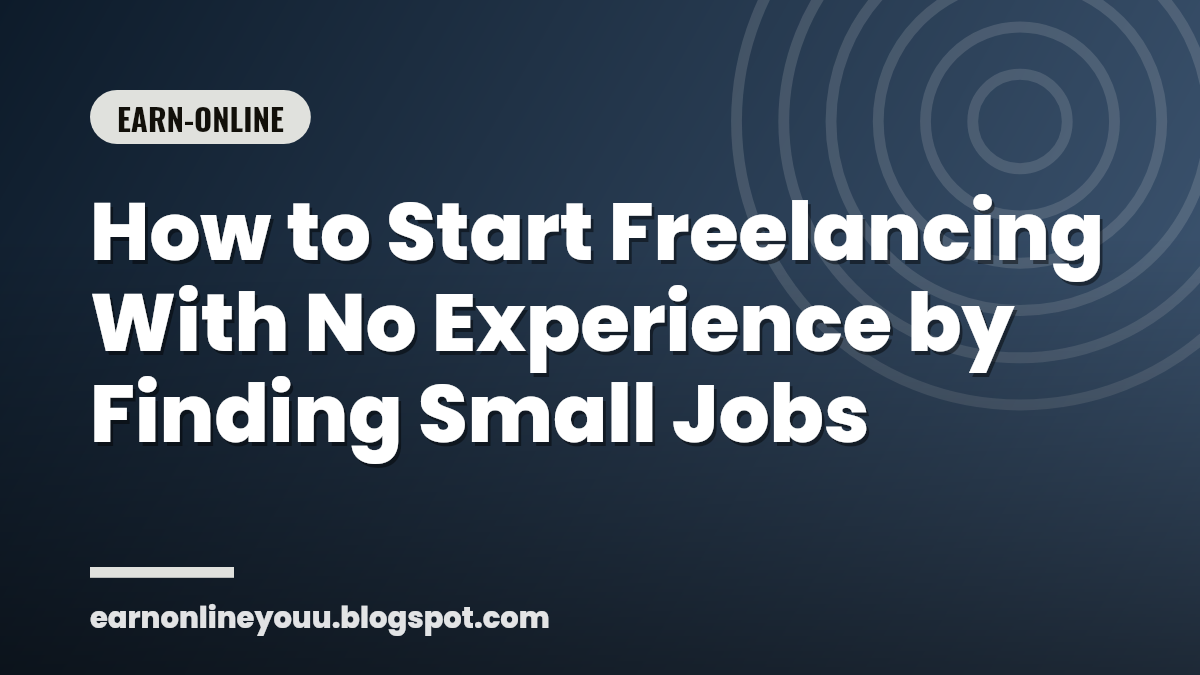 EARN-ONLINE
How to Start Freelancing
With No Experience by
Finding Small Jobs
earnonlineyouu.blogspot.com